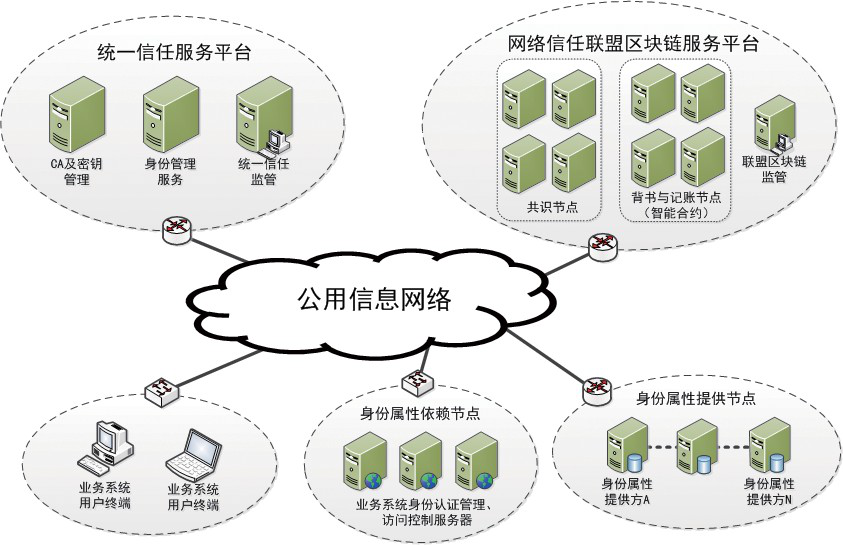 统一信任服务平台
CA及密钥
管理
身份管理
服务
统一信任
监管
网络信任联盟区块链服务平台
共识节点
背书与记账节点
（智能合约）
联盟区块链
监管
公用信息网络
业务系统
用户终端
业务系统
用户终端
身份属性依赖节点
业务系统身份认证管理、
访问控制服务器
身份属性提供节点
身份属性
提供方A
身份属性
提供方N